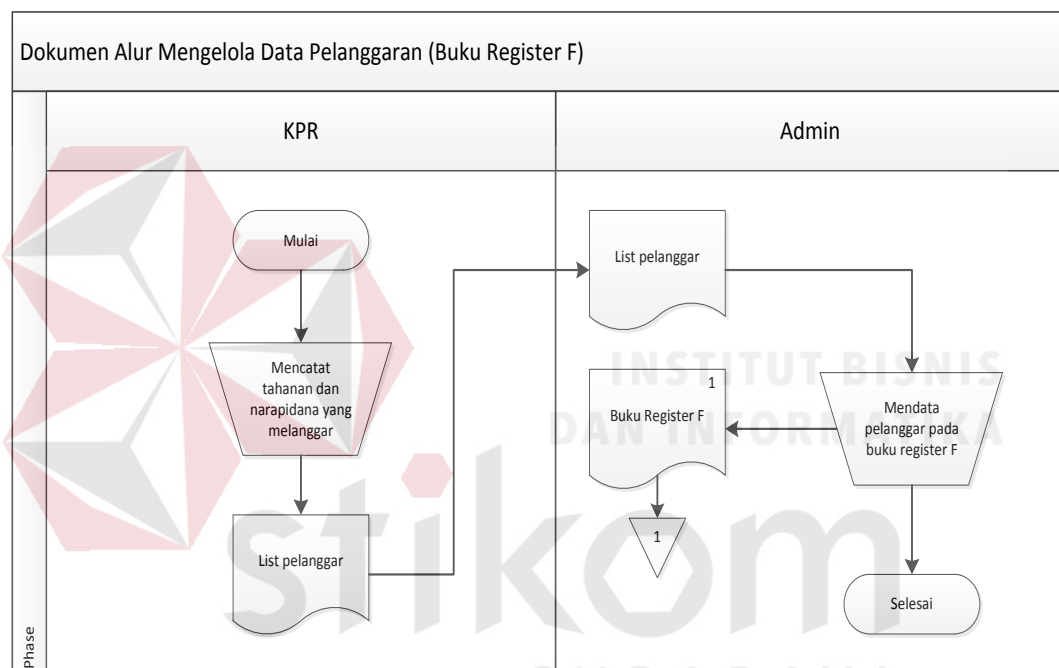 Dokumen Alur Mengelola Data Pelanggaran (Buku Register F)
KPR
Admin
Phase
Mulai
Mencatat
tahanan dan
narapidana yang
melanggar
List pelanggar
List pelanggar
Mendata
pelanggar pada
buku register F
1
Buku Register F
1
Selesai
INSTITUT BISNIS
DAN INFORMATIKA
stikom